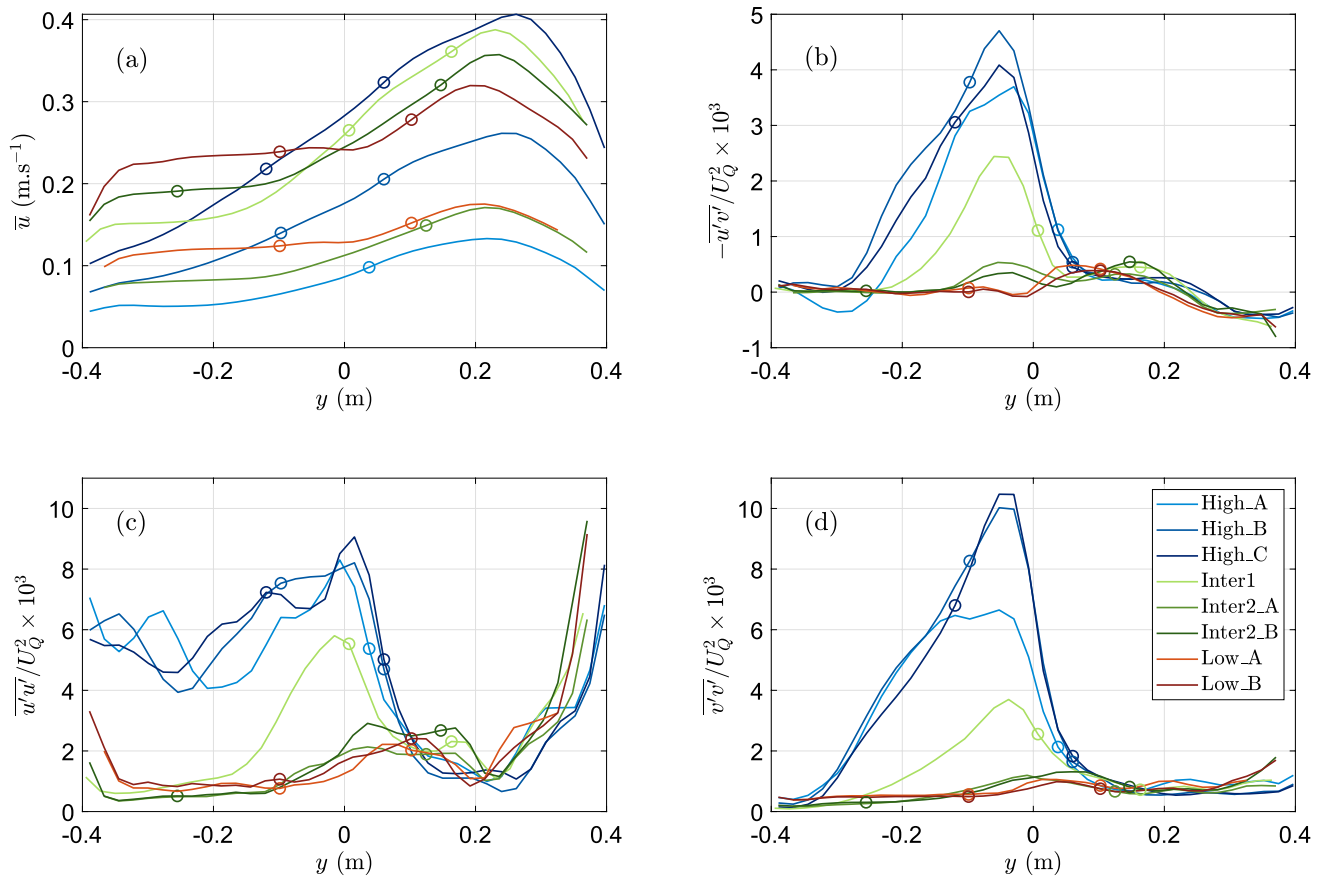 (a)
0.4
0.3
0.2
0.1
0
-0.4 -0.2 0 0.2 0.4
y (m)
u̅ (m.s⁻¹)
(b)
5
4
3
2
1
0
-1
-0.4 -0.2 0 0.2 0.4
y (m)
−u′v′/U²_Q × 10³
(c)
10
8
6
4
2
0
-0.4 -0.2 0 0.2 0.4
y (m)
u′u′/U²_Q × 10³
(d)
10
8
6
4
2
0
-0.4 -0.2 0 0.2 0.4
y (m)
v′v′/U²_Q × 10³
High_A
High_B
High_C
Inter1
Inter2_A
Inter2_B
Low_A
Low_B